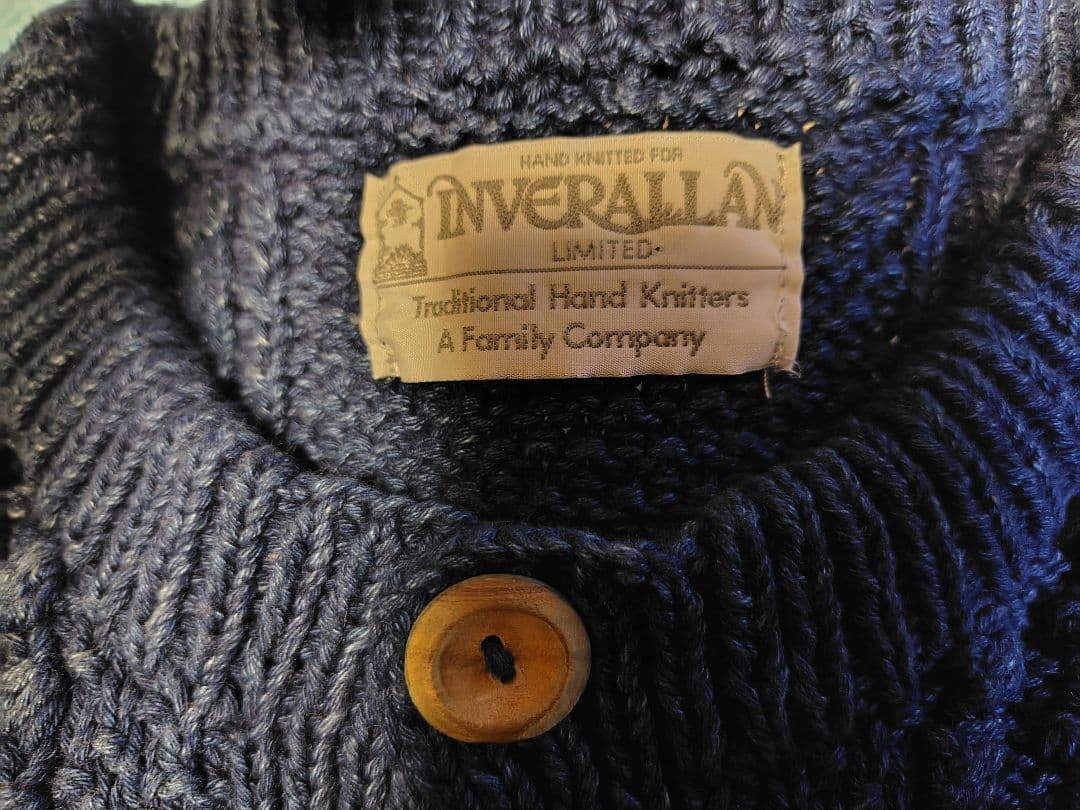 HAND KNITTED FOR
INVERALLAN
LIMITED
Traditional Hand Knitters
A Family Company